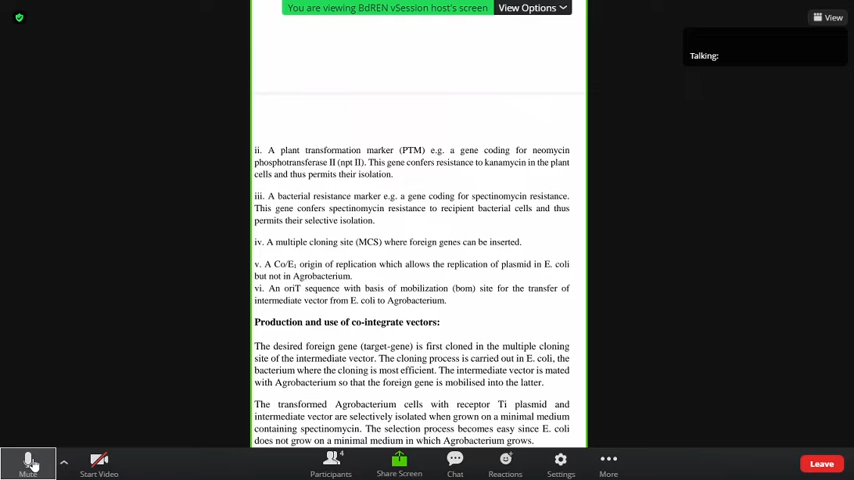 You are viewing BdREN vSession host's screen
View Options
View
Talking:
ii. A plant transformation marker (PTM) e.g. a gene coding for neomycin
phosphotransferase II (npt II). This gene confers resistance to kanamycin in the plant
cells and thus permits their isolation.
iii. A bacterial resistance marker e.g. a gene coding for spectinomycin resistance.
This gene confers spectinomycin resistance to recipient bacterial cells and thus
permits their selective isolation.
iv. A multiple cloning site (MCS) where foreign genes can be inserted.
v. A Co/E₁ origin of replication which allows the replication of plasmid in E. coli
but not in Agrobacterium.
vi. An oriT sequence with basis of mobilization (bom) site for the transfer of
intermediate vector from E. coli to Agrobacterium.
Production and use of co-integrate vectors:
The desired foreign gene (target-gene) is first cloned in the multiple cloning
site of the intermediate vector. The cloning process is carried out in E. coli, the
bacterium where the cloning is most efficient. The intermediate vector is mated
with Agrobacterium so that the foreign gene is mobilised into the latter.
The transformed Agrobacterium cells with receptor Ti plasmid and
intermediate vector are selectively isolated when grown on a minimal medium
containing spectinomycin. The selection process becomes easy since E. coli
does not grow on a minimal medium in which Agrobacterium grows.
Mute
Start Video
4
Participants
Share Screen
Chat
Reactions
Settings
More
Leave